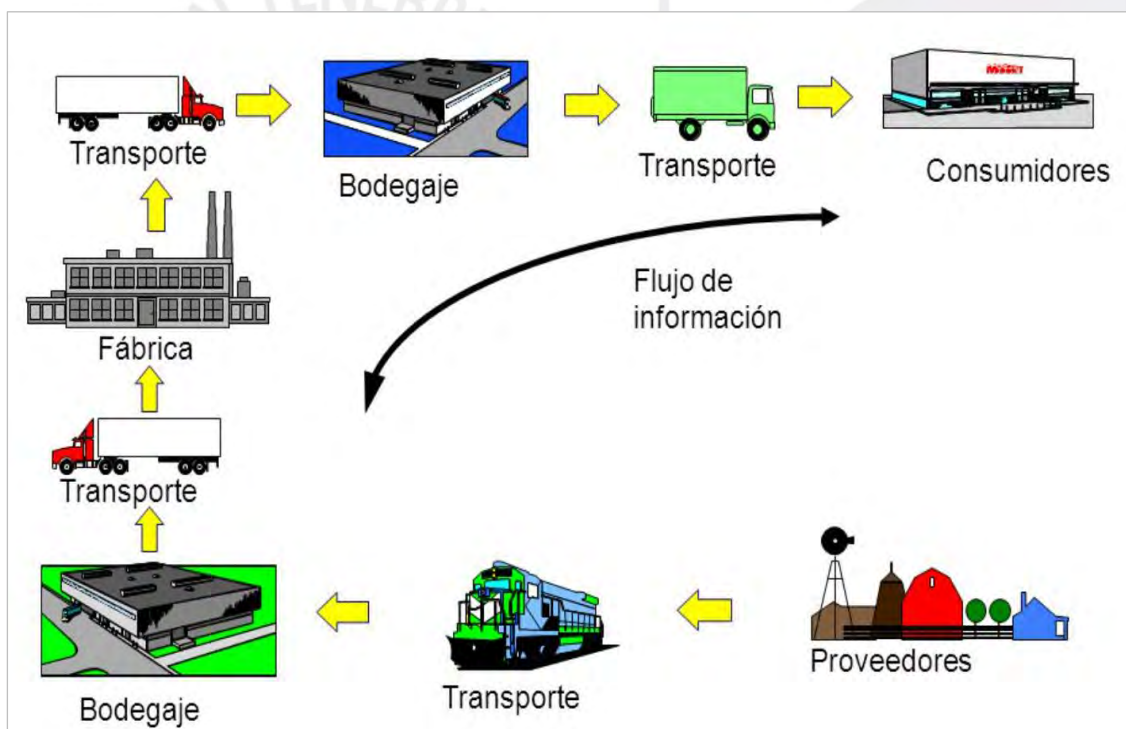 Transporte
Bodegaje
Transporte
Consumidores
Fábrica
Flujo de
información
Transporte
Bodegaje
Transporte
Proveedores